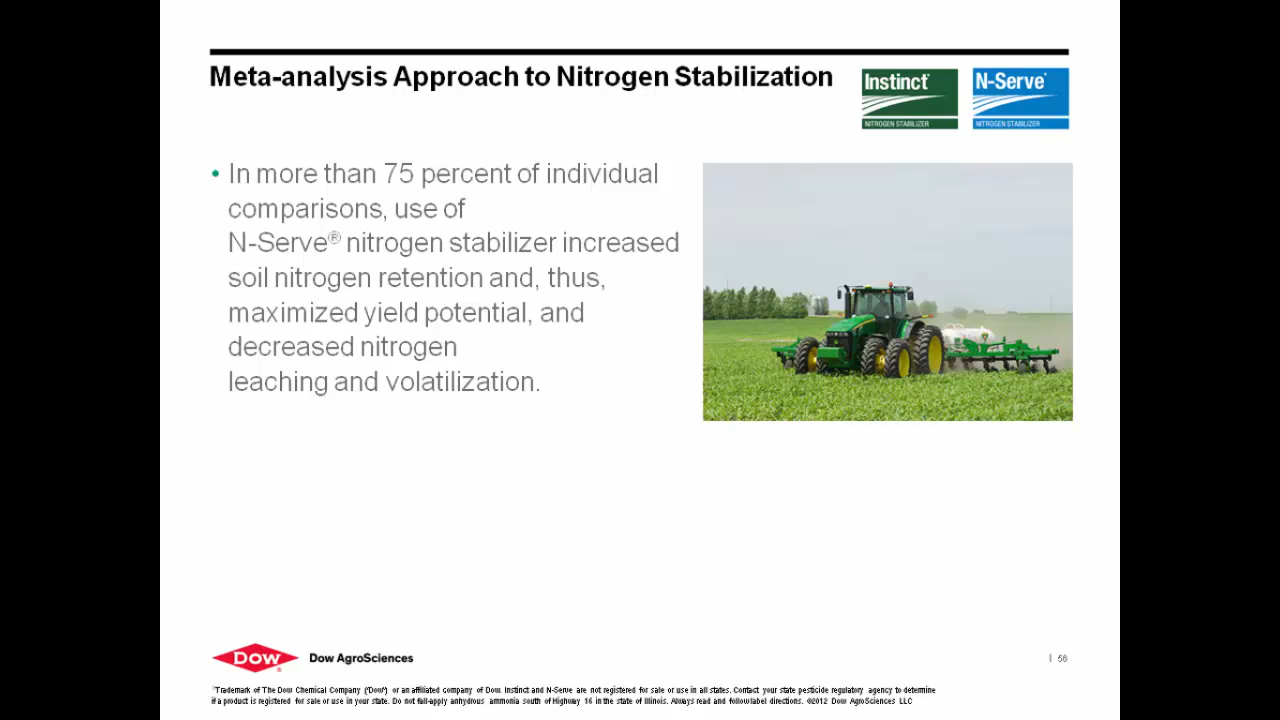 Meta-analysis Approach to Nitrogen Stabilization
Instinct®
NITROGEN STABILIZER
N-Serve®
NITROGEN STABILIZER
• In more than 75 percent of individual
comparisons, use of
N-Serve® nitrogen stabilizer increased
soil nitrogen retention and, thus,
maximized yield potential, and
decreased nitrogen
leaching and volatilization.
DOW®
Dow AgroSciences
| 56
Trademark of The Dow Chemical Company ("Dow") or an affiliated company of Dow. Instinct and N-Serve are not registered for sale or use in all states. Contact your state pesticide regulatory agency to determine
if a product is registered for sale or use in your state. Do not fall-apply anhydrous ammonia south of Highway 16 in the state of Illinois. Always read and follow label directions. ©2012 Dow AgroSciences LLC